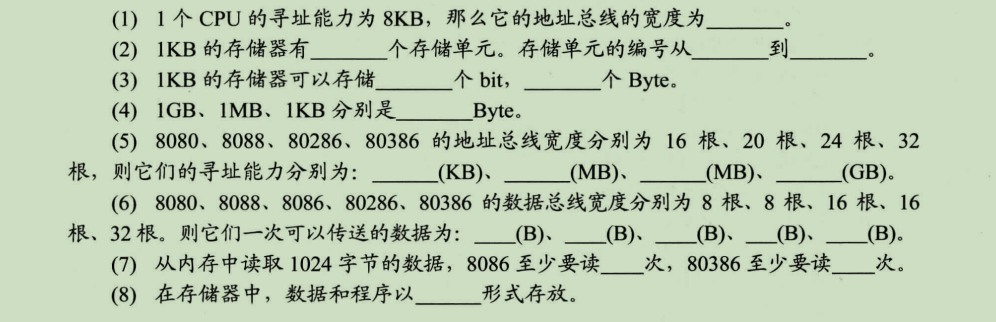 (1) 1 个 CPU 的寻址能力为 8KB，那么它的地址总线的宽度为______。
(2) 1KB 的存储器有______个存储单元。存储单元的编号从______到______。
(3) 1KB 的存储器可以存储______个 bit，______个 Byte。
(4) 1GB、1MB、1KB 分别是______Byte。
(5) 8080、8088、80286、80386 的地址总线宽度分别为 16 根、20 根、24 根、32
根，则它们的寻址能力分别为：______(KB)、______(MB)、______(MB)、______(GB)。
(6) 8080、8088、8086、80286、80386 的数据总线宽度分别为 8 根、8 根、16 根、16
根、32 根。则它们一次可以传送的数据为：____(B)、____(B)、____(B)、___(B)、____(B)。
(7) 从内存中读取 1024 字节的数据，8086 至少要读____次，80386 至少要读____次。
(8) 在存储器中，数据和程序以______形式存放。